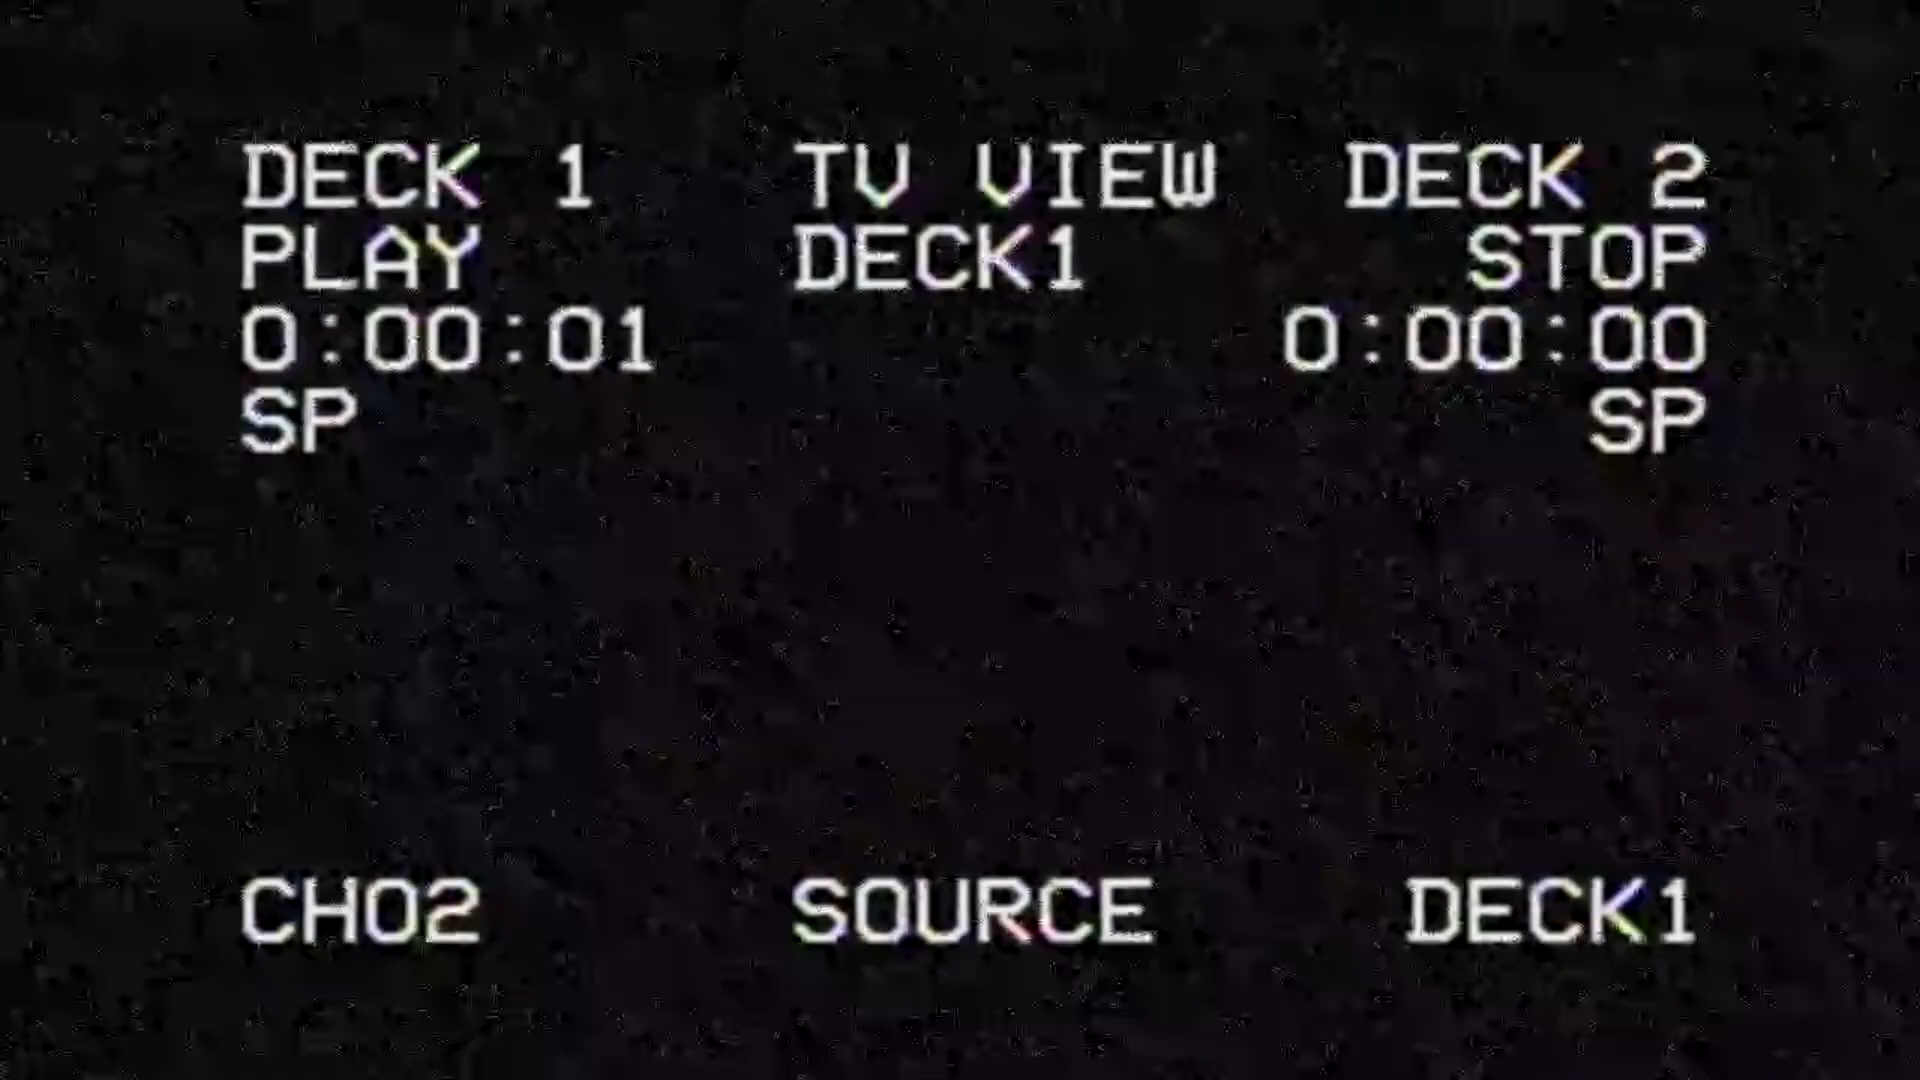 DECK 1 TV VIEW DECK 2
PLAY DECK1 STOP
0:00:01 0:00:00
SP SP
CH02 SOURCE DECK1